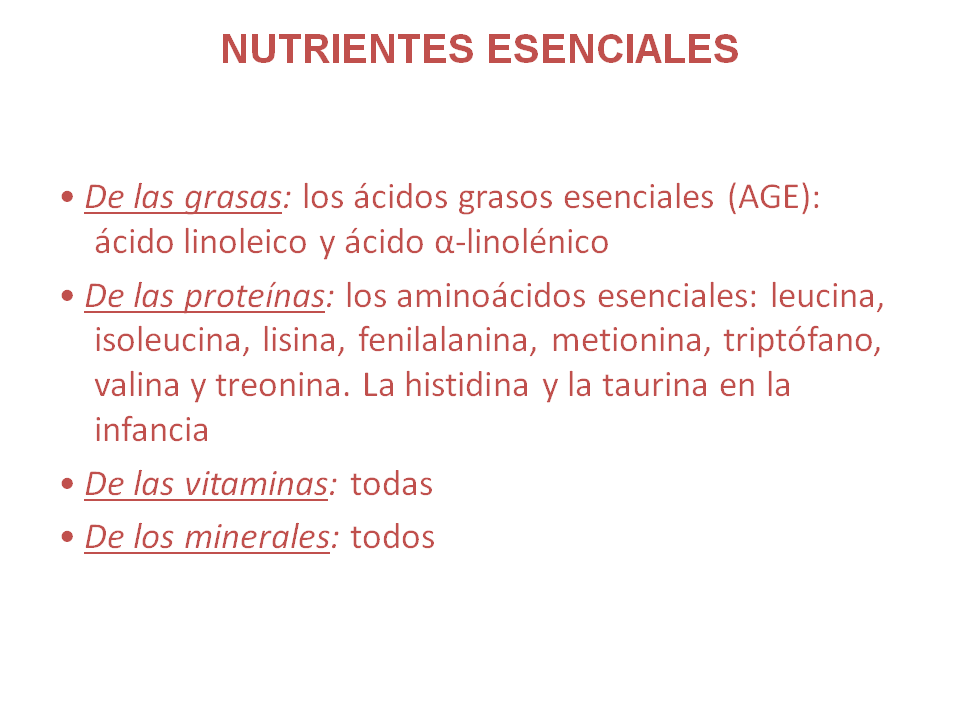 NUTRIENTES ESENCIALES
• De las grasas: los ácidos grasos esenciales (AGE):
ácido linoleico y ácido α-linolénico
• De las proteínas: los aminoácidos esenciales: leucina,
isoleucina, lisina, fenilalanina, metionina, triptófano,
valina y treonina. La histidina y la taurina en la
infancia
• De las vitaminas: todas
• De los minerales: todos